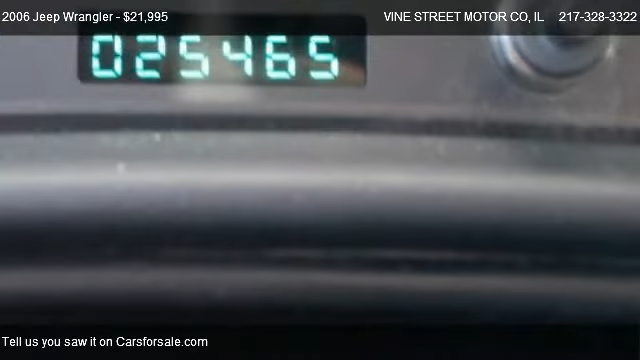 2006 Jeep Wrangler - $21,995
VINE STREET MOTOR CO, IL 217-328-3322
025465
Tell us you saw it on Carsforsale.com